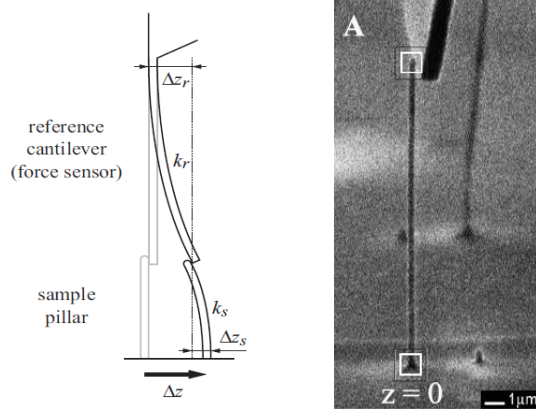 Δz_r
reference
cantilever
(force sensor)
k_r
sample
pillar
k_s
Δz_s
Δz
A
z = 0
1μm